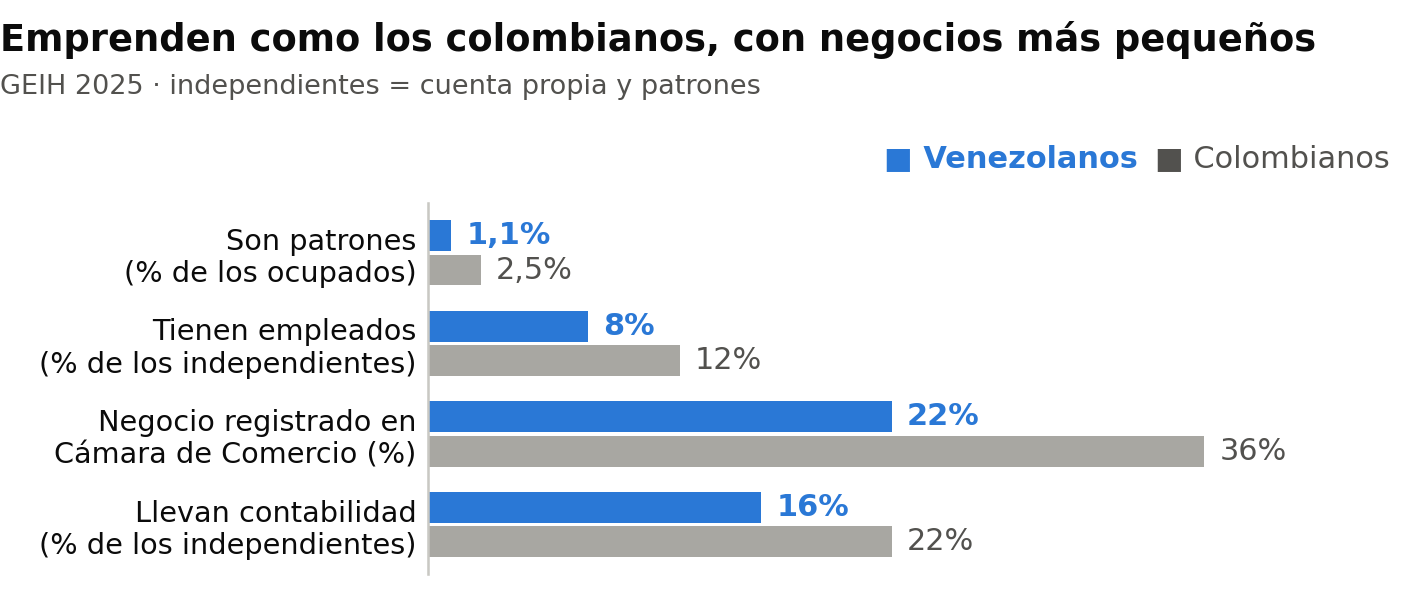 Emprenden como los colombianos, con negocios más pequeños
GEIH 2025 · independientes = cuenta propia y patrones
■ Venezolanos ■ Colombianos
Son patrones
(% de los ocupados)
1,1%
2,5%
Tienen empleados
(% de los independientes)
8%
12%
Negocio registrado en
Cámara de Comercio (%)
22%
36%
Llevan contabilidad
(% de los independientes)
16%
22%